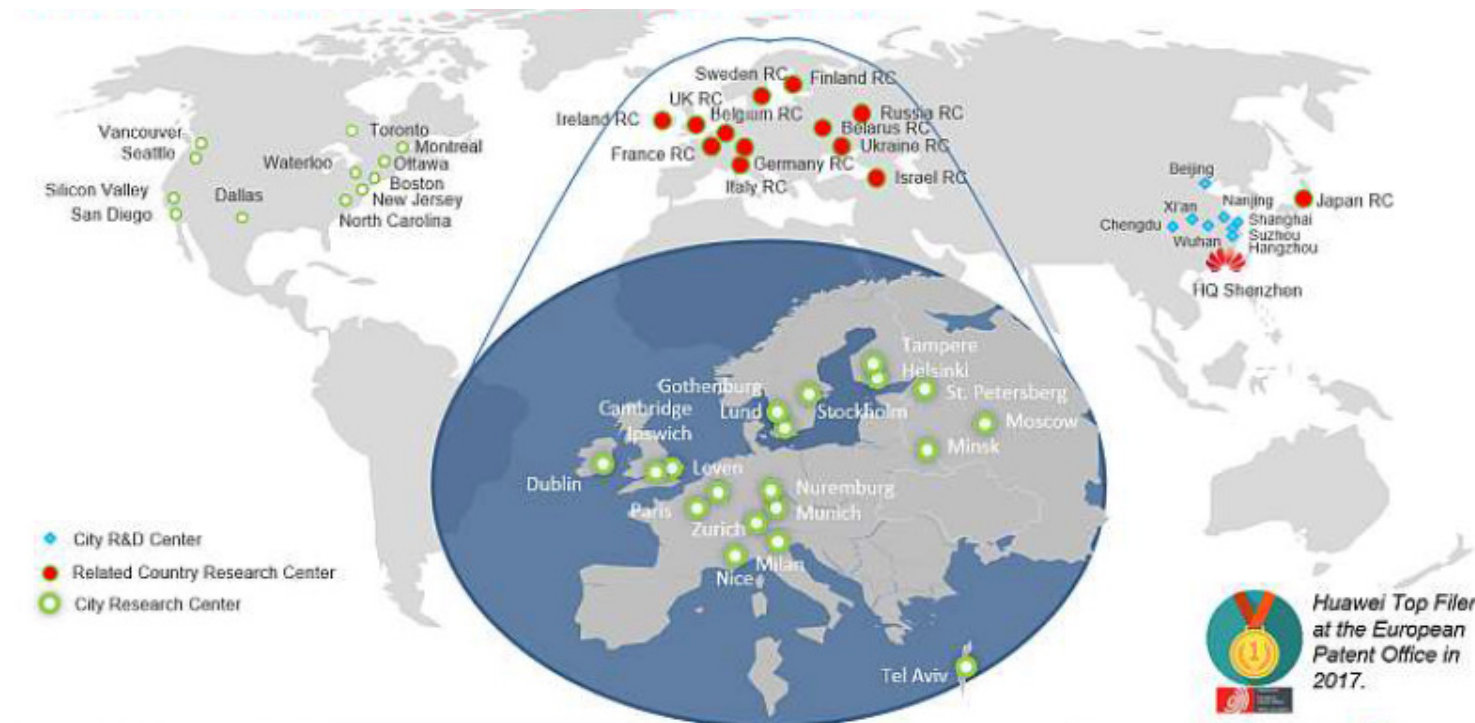 Sweden RC
Finland RC
UK RC
Ireland RC
Belgium RC
Russia RC
Belarus RC
France RC
Ukraine RC
Germany RC
Italy RC
Israel RC
Vancouver
Seattle
Toronto
Montreal
Waterloo
Ottawa
Boston
Silicon Valley
Dallas
New Jersey
San Diego
North Carolina
Beijing
Xi'an
Nanjing
Japan RC
Chengdu
Shanghai
Wuhan
Suzhou
Hangzhou
HQ Shenzhen
Tampere
Helsinki
Gothenburg
St. Petersberg
Cambridge
Lund
Stockholm
Moscow
Ipswich
Minsk
Dublin
Leven
Nuremburg
Paris
Munich
Zurich
Milan
Nice
Tel Aviv
City R&D Center
Related Country Research Center
City Research Center
1
Huawei Top Filer
at the European
Patent Office in
2017.